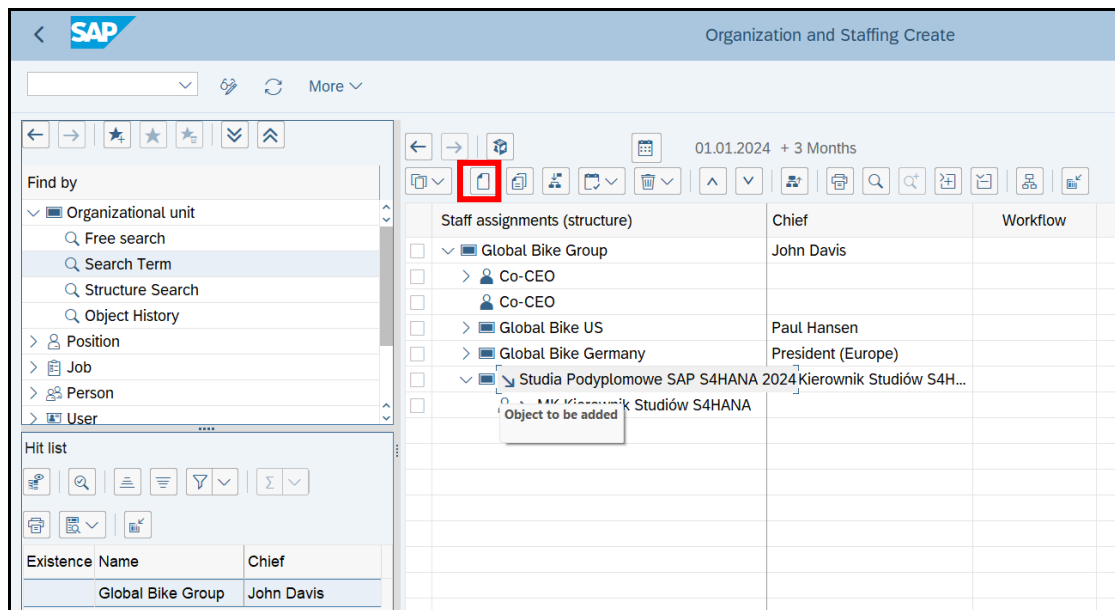 SAP
Organization and Staffing Create
More
01.01.2024 + 3 Months
Find by
Organizational unit
Free search
Search Term
Structure Search
Object History
Position
Job
Person
User
Staff assignments (structure) Chief Workflow
Global Bike Group John Davis
Co-CEO
Co-CEO
Global Bike US Paul Hansen
Global Bike Germany President (Europe)
Studia Podyplomowe SAP S4HANA 2024 Kierownik Studiów S4H...
MK Kierownik Studiów S4HANA
Object to be added
Hit list
Existence Name Chief
Global Bike Group John Davis